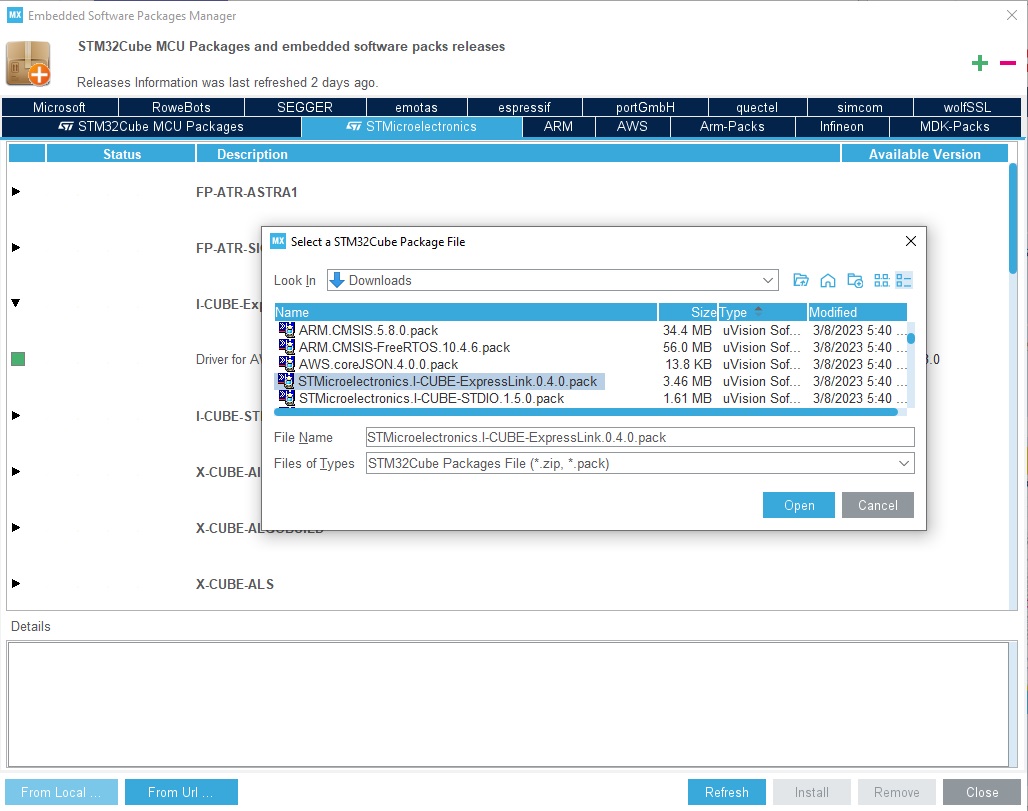 MX Embedded Software Packages Manager
STM32Cube MCU Packages and embedded software packs releases
Releases Information was last refreshed 2 days ago.
Microsoft RoweBots SEGGER emotas espressif portGmbH quectel simcom wolfSSL
STM32Cube MCU Packages STMicroelectronics ARM AWS Arm-Packs Infineon MDK-Packs
Status Description Available Version
FP-ATR-ASTRA1
FP-ATR-SI
I-CUBE-Exp
Driver for AW
I-CUBE-ST
X-CUBE-AI
X-CUBE-ALGOBUILD
X-CUBE-ALS
MX Select a STM32Cube Package File
Look In Downloads
Name Size Type Modified
ARM.CMSIS.5.8.0.pack 34.4 MB uVision Sof... 3/8/2023 5:40 ...
ARM.CMSIS-FreeRTOS.10.4.6.pack 56.0 MB uVision Sof... 3/8/2023 5:40 ...
AWS.coreJSON.4.0.0.pack 13.8 KB uVision Sof... 3/8/2023 5:40 ...
STMicroelectronics.I-CUBE-ExpressLink.0.4.0.pack 3.46 MB uVision Sof... 3/8/2023 5:40 ...
STMicroelectronics.I-CUBE-STDIO.1.5.0.pack 1.61 MB uVision Sof... 3/8/2023 5:40 ...
File Name STMicroelectronics.I-CUBE-ExpressLink.0.4.0.pack
Files of Types STM32Cube Packages File (*.zip, *.pack)
Open Cancel
Details
From Local ... From Url ... Refresh Install Remove Close